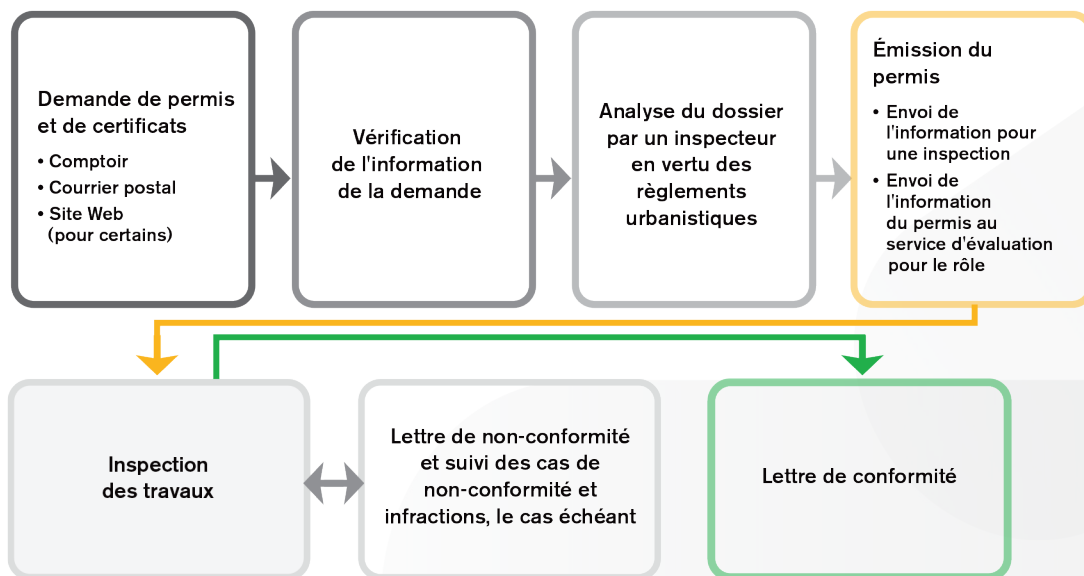 Demande de permis
et de certificats
• Comptoir
• Courrier postal
• Site Web
(pour certains)
Vérification
de l'information
de la demande
Analyse du dossier
par un inspecteur
en vertu des
règlements
urbanistiques
Émission du
permis
• Envoi de
l'information pour
une inspection
• Envoi de
l'information
du permis au
service d'évaluation
pour le rôle
Inspection
des travaux
Lettre de non-conformité
et suivi des cas de
non-conformité et
infractions, le cas échéant
Lettre de conformité